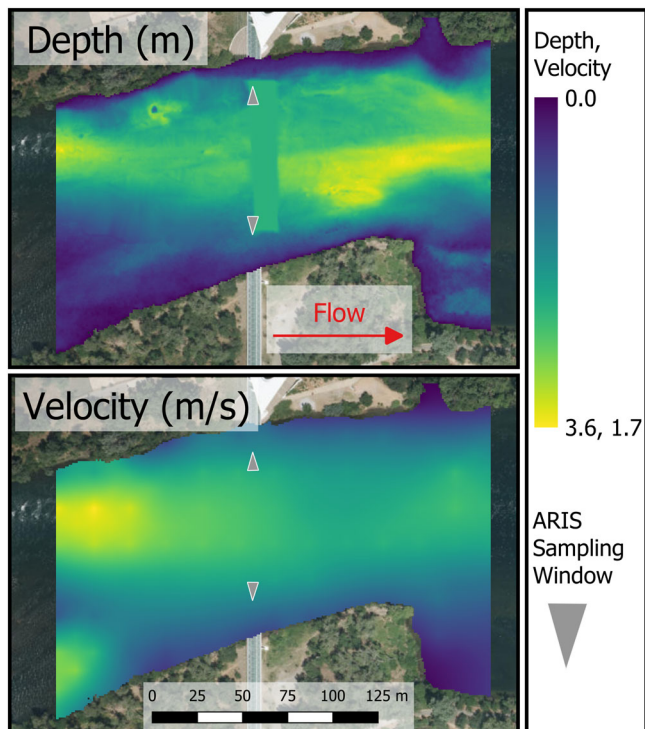 Depth (m)
Flow
Velocity (m/s)
0 25 50 75 100 125 m
Depth,
Velocity
0.0
3.6, 1.7
ARIS
Sampling
Window